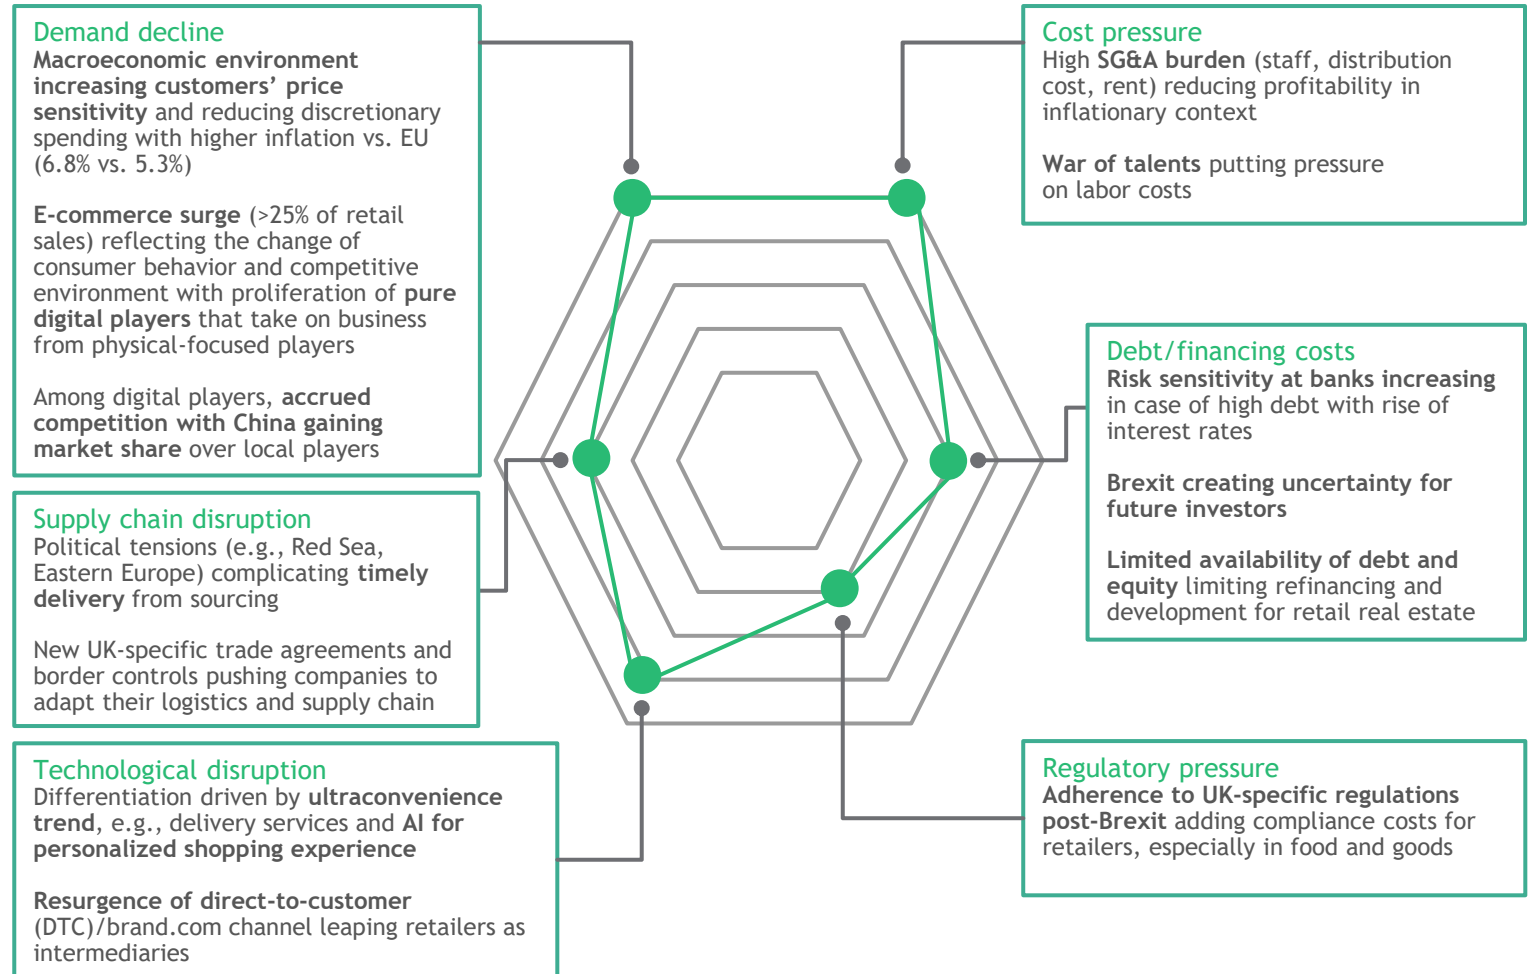 Demand decline
Macroeconomic environment
increasing customers’ price
sensitivity and reducing discretionary
spending with higher inflation vs. EU
(6.8% vs. 5.3%)
E-commerce surge (>25% of retail
sales) reflecting the change of
consumer behavior and competitive
environment with proliferation of pure
digital players that take on business
from physical-focused players
Among digital players, accrued
competition with China gaining
market share over local players
Supply chain disruption
Political tensions (e.g., Red Sea,
Eastern Europe) complicating timely
delivery from sourcing
New UK-specific trade agreements and
border controls pushing companies to
adapt their logistics and supply chain
Technological disruption
Differentiation driven by ultraconvenience
trend, e.g., delivery services and AI for
personalized shopping experience
Resurgence of direct-to-customer
(DTC)/brand.com channel leaping retailers as
intermediaries
Cost pressure
High SG&A burden (staff, distribution
cost, rent) reducing profitability in
inflationary context
War of talents putting pressure
on labor costs
Debt/financing costs
Risk sensitivity at banks increasing
in case of high debt with rise of
interest rates
Brexit creating uncertainty for
future investors
Limited availability of debt and
equity limiting refinancing and
development for retail real estate
Regulatory pressure
Adherence to UK-specific regulations
post-Brexit adding compliance costs for
retailers, especially in food and goods